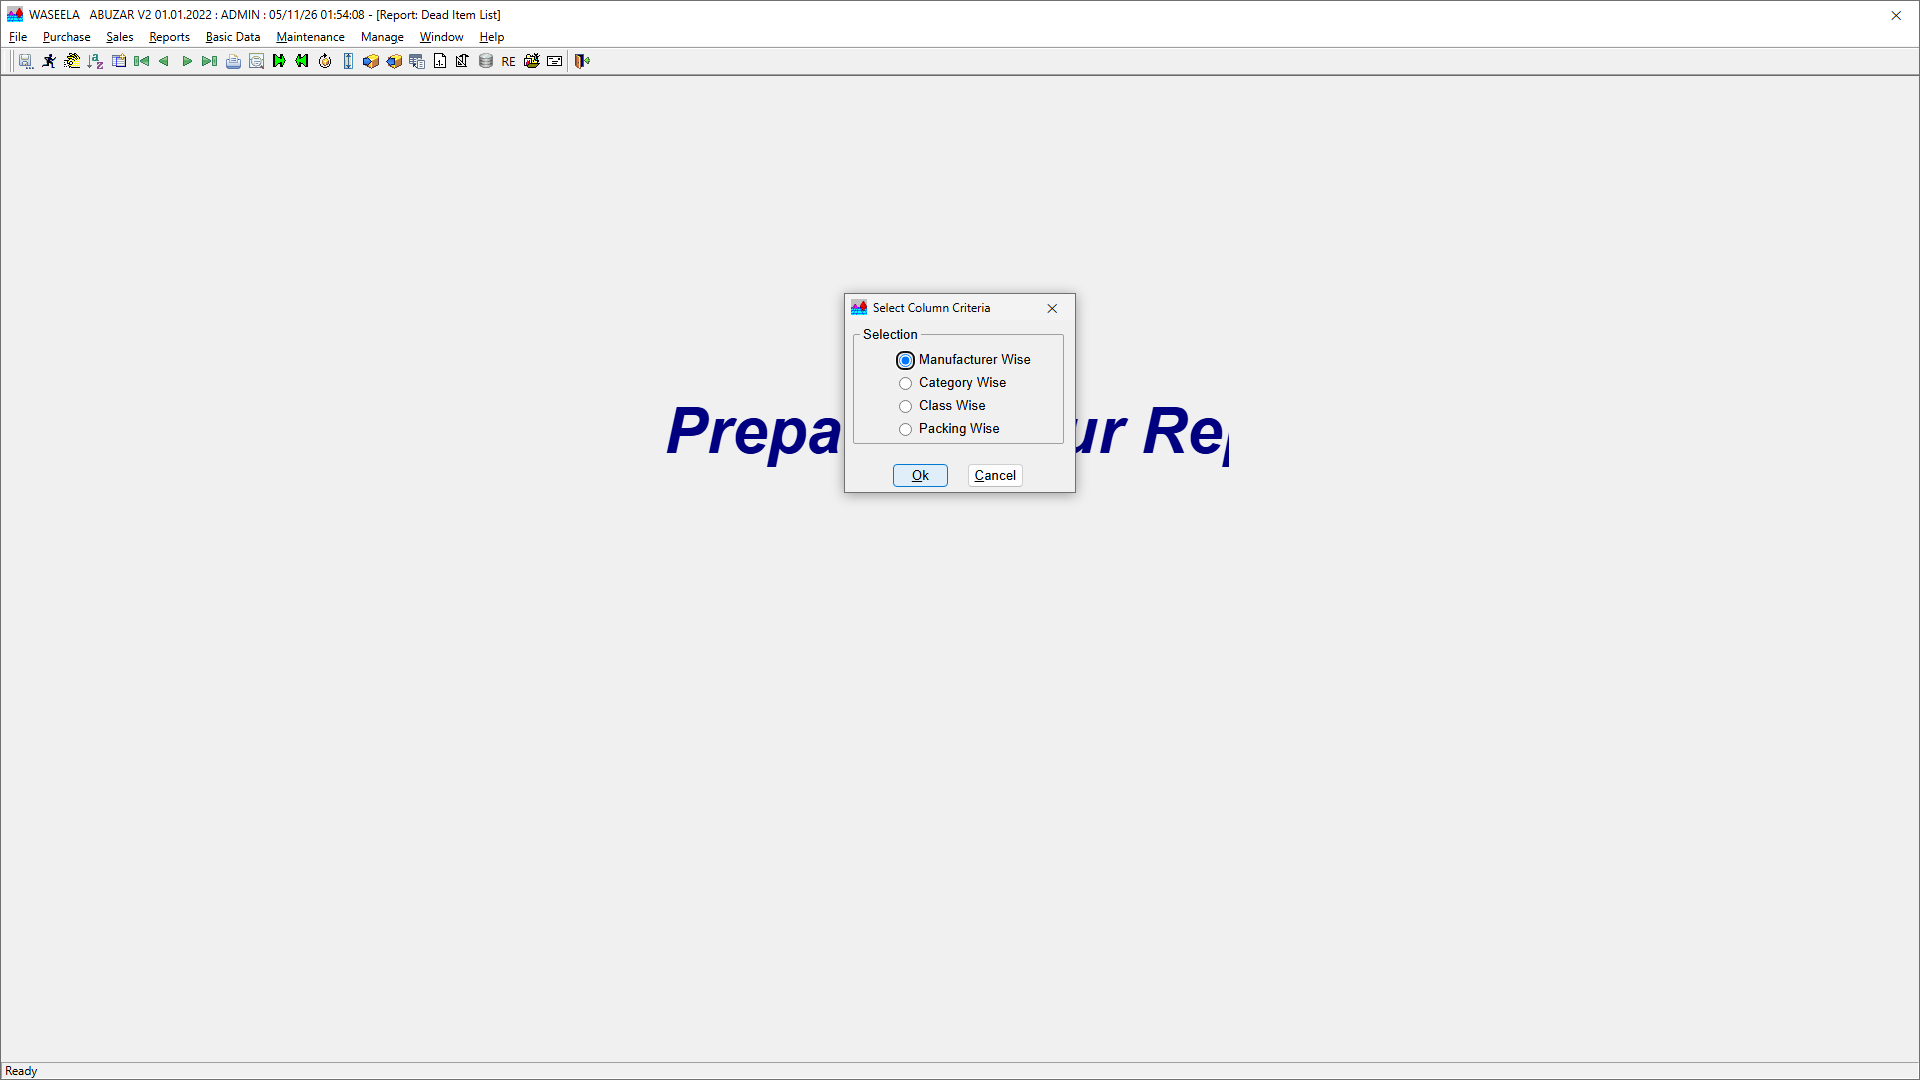 WASEELA   ABUZAR V2 01.01.2022 : ADMIN : 05/11/26 01:54:08 - [Report: Dead Item List]
File Purchase Sales Reports Basic Data Maintenance Manage Window Help
RE
Select Column Criteria
Selection
Manufacturer Wise
Category Wise
Class Wise
Packing Wise
Prepa ur Rep
Ok Cancel
Ready